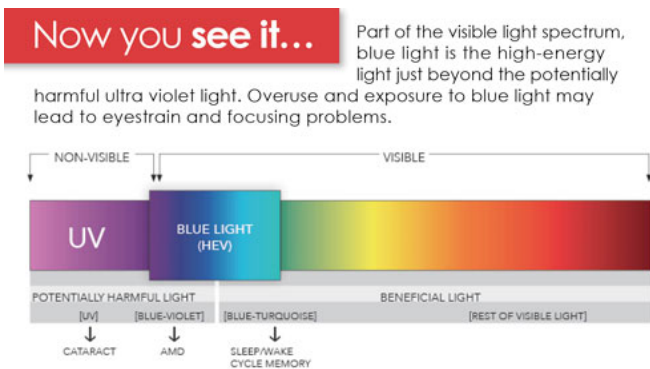 Now you see it...
Part of the visible light spectrum,
blue light is the high-energy
light just beyond the potentially
harmful ultra violet light. Overuse and exposure to blue light may
lead to eyestrain and focusing problems.
NON-VISIBLE
VISIBLE
UV
BLUE LIGHT
(HEV)
POTENTIALLY HARMFUL LIGHT
BENEFICIAL LIGHT
[UV]
[BLUE-VIOLET]
[BLUE-TURQUOISE]
[REST OF VISIBLE LIGHT]
CATARACT
AMD
SLEEP/WAKE
CYCLE MEMORY